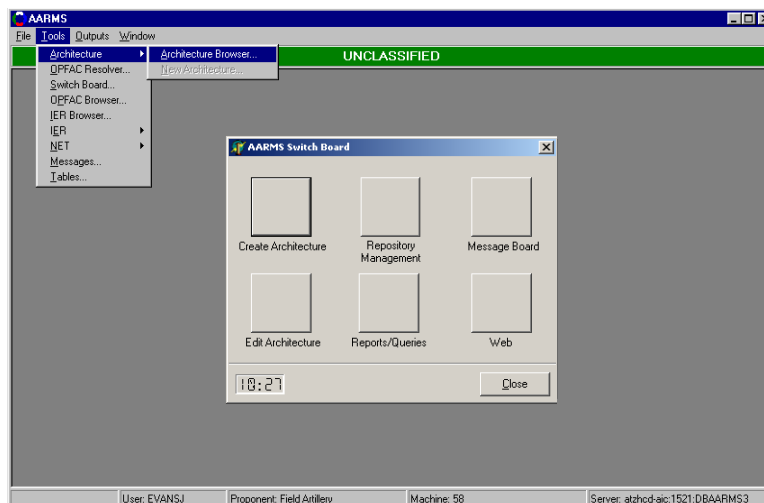 AARMS
File Tools Outputs Window
UNCLASSIFIED
Architecture
Architecture Browser...
New Architecture...
OPFAC Resolver...
Switch Board...
OPFAC Browser...
IER Browser...
IER
NET
Messages...
Tables...
AARMS Switch Board
Create Architecture
Repository
Management
Message Board
Edit Architecture
Reports/Queries
Web
10:27
Close
User: EVANSJ
Proponent: Field Artillery
Machine: 58
Server: atzhcd-aic:1521:DBAARMS3